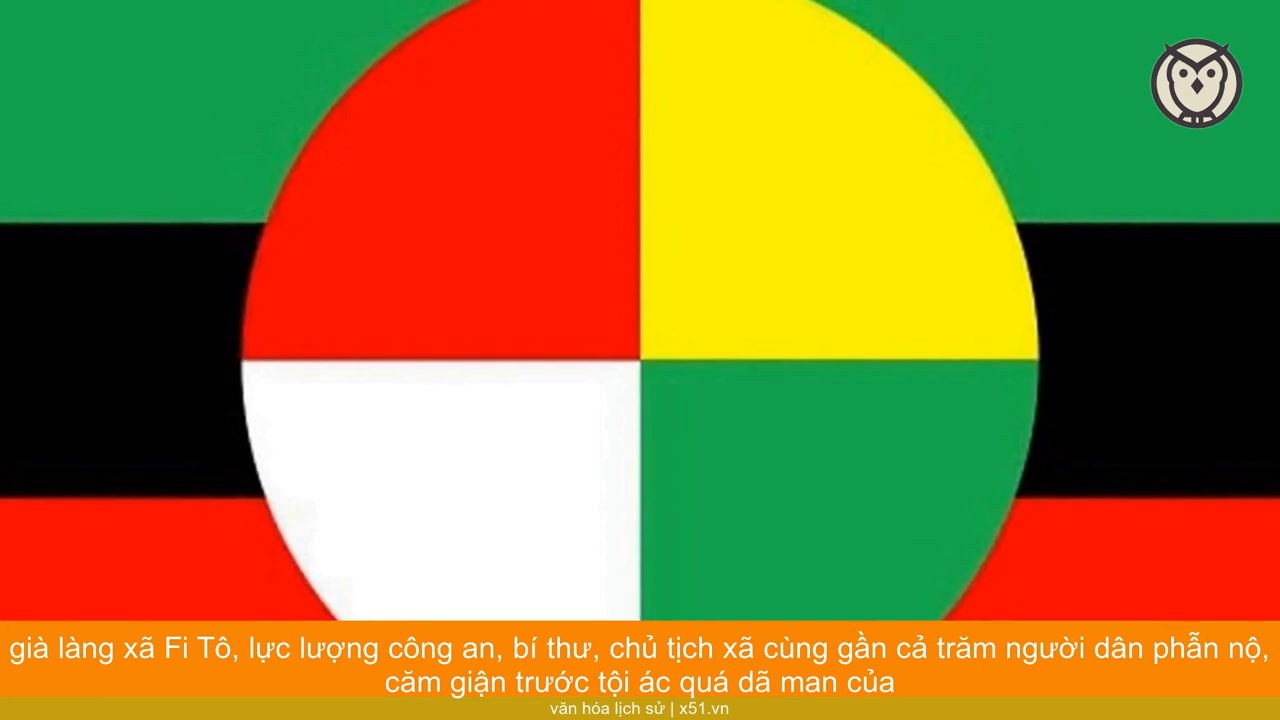 già làng xã Fi Tô, lực lượng công an, bí thư, chủ tịch xã cùng gần cả trăm người dân phẫn nộ,
căm giận trước tội ác quá dã man của
văn hóa lịch sử | x51.vn